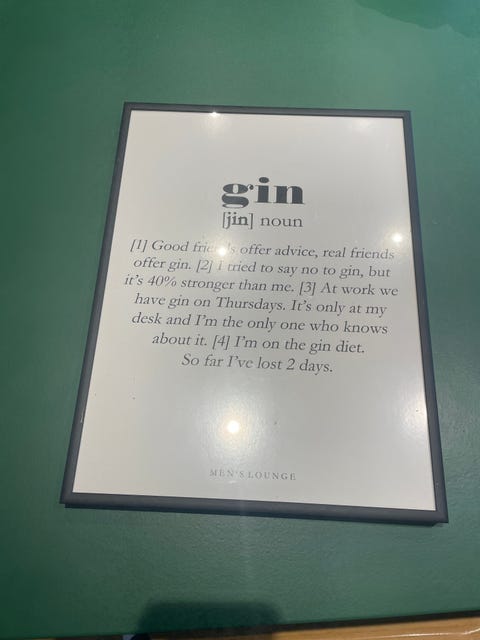 gin
[jin] noun
[1] Good friends offer advice, real friends
offer gin. [2] I tried to say no to gin, but
it's 40% stronger than me. [3] At work we
have gin on Thursdays. It's only at my
desk and I'm the only one who knows
about it. [4] I'm on the gin diet.
So far I've lost 2 days.
MEN'S LOUNGE